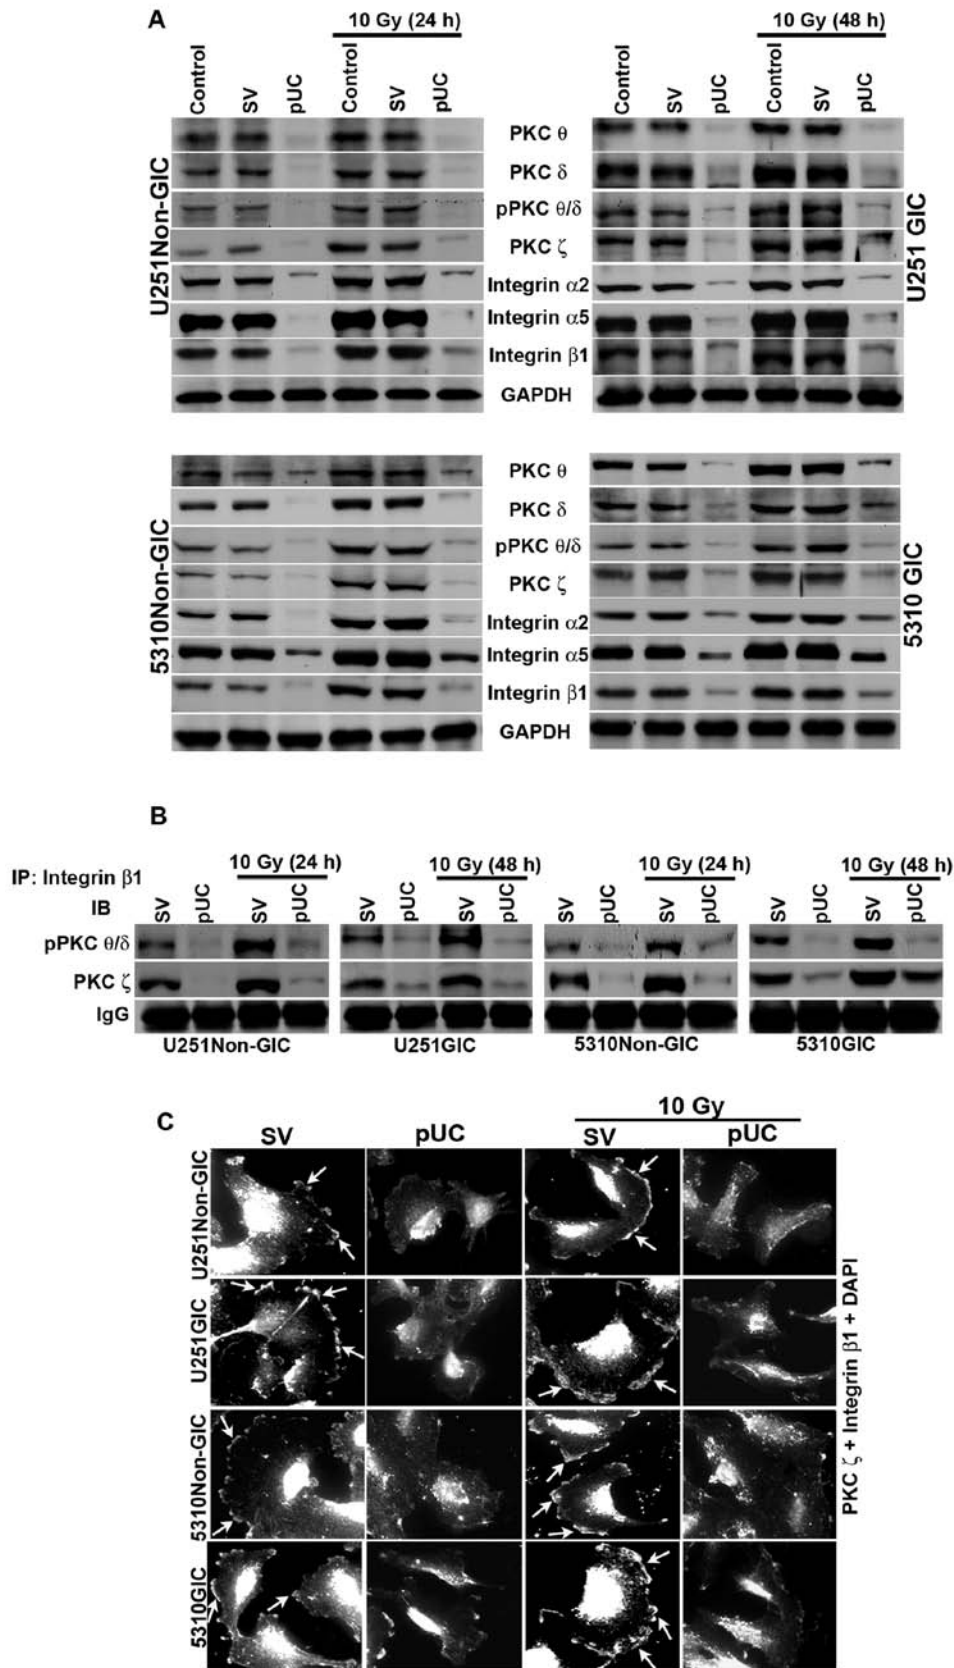 A
10 Gy (24 h)
10 Gy (48 h)
Control SV pUC Control SV pUC
Control SV pUC Control SV pUC
U251Non-GIC
PKC θ
PKC δ
pPKC θ/δ
PKC ζ
Integrin α2
Integrin α5
Integrin β1
GAPDH
U251 GIC
5310Non-GIC
PKC θ
PKC δ
pPKC θ/δ
PKC ζ
Integrin α2
Integrin α5
Integrin β1
GAPDH
5310 GIC
B
10 Gy (24 h) 10 Gy (48 h) 10 Gy (24 h) 10 Gy (48 h)
IP: Integrin β1
IB
SV pUC SV pUC SV pUC SV pUC SV pUC SV pUC SV pUC SV pUC
pPKC θ/δ
PKC ζ
IgG
U251Non-GIC U251GIC 5310Non-GIC 5310GIC
C
10 Gy
SV pUC SV pUC
U251Non-GIC
U251GIC
5310Non-GIC
5310GIC
PKC ζ + Integrin β1 + DAPI